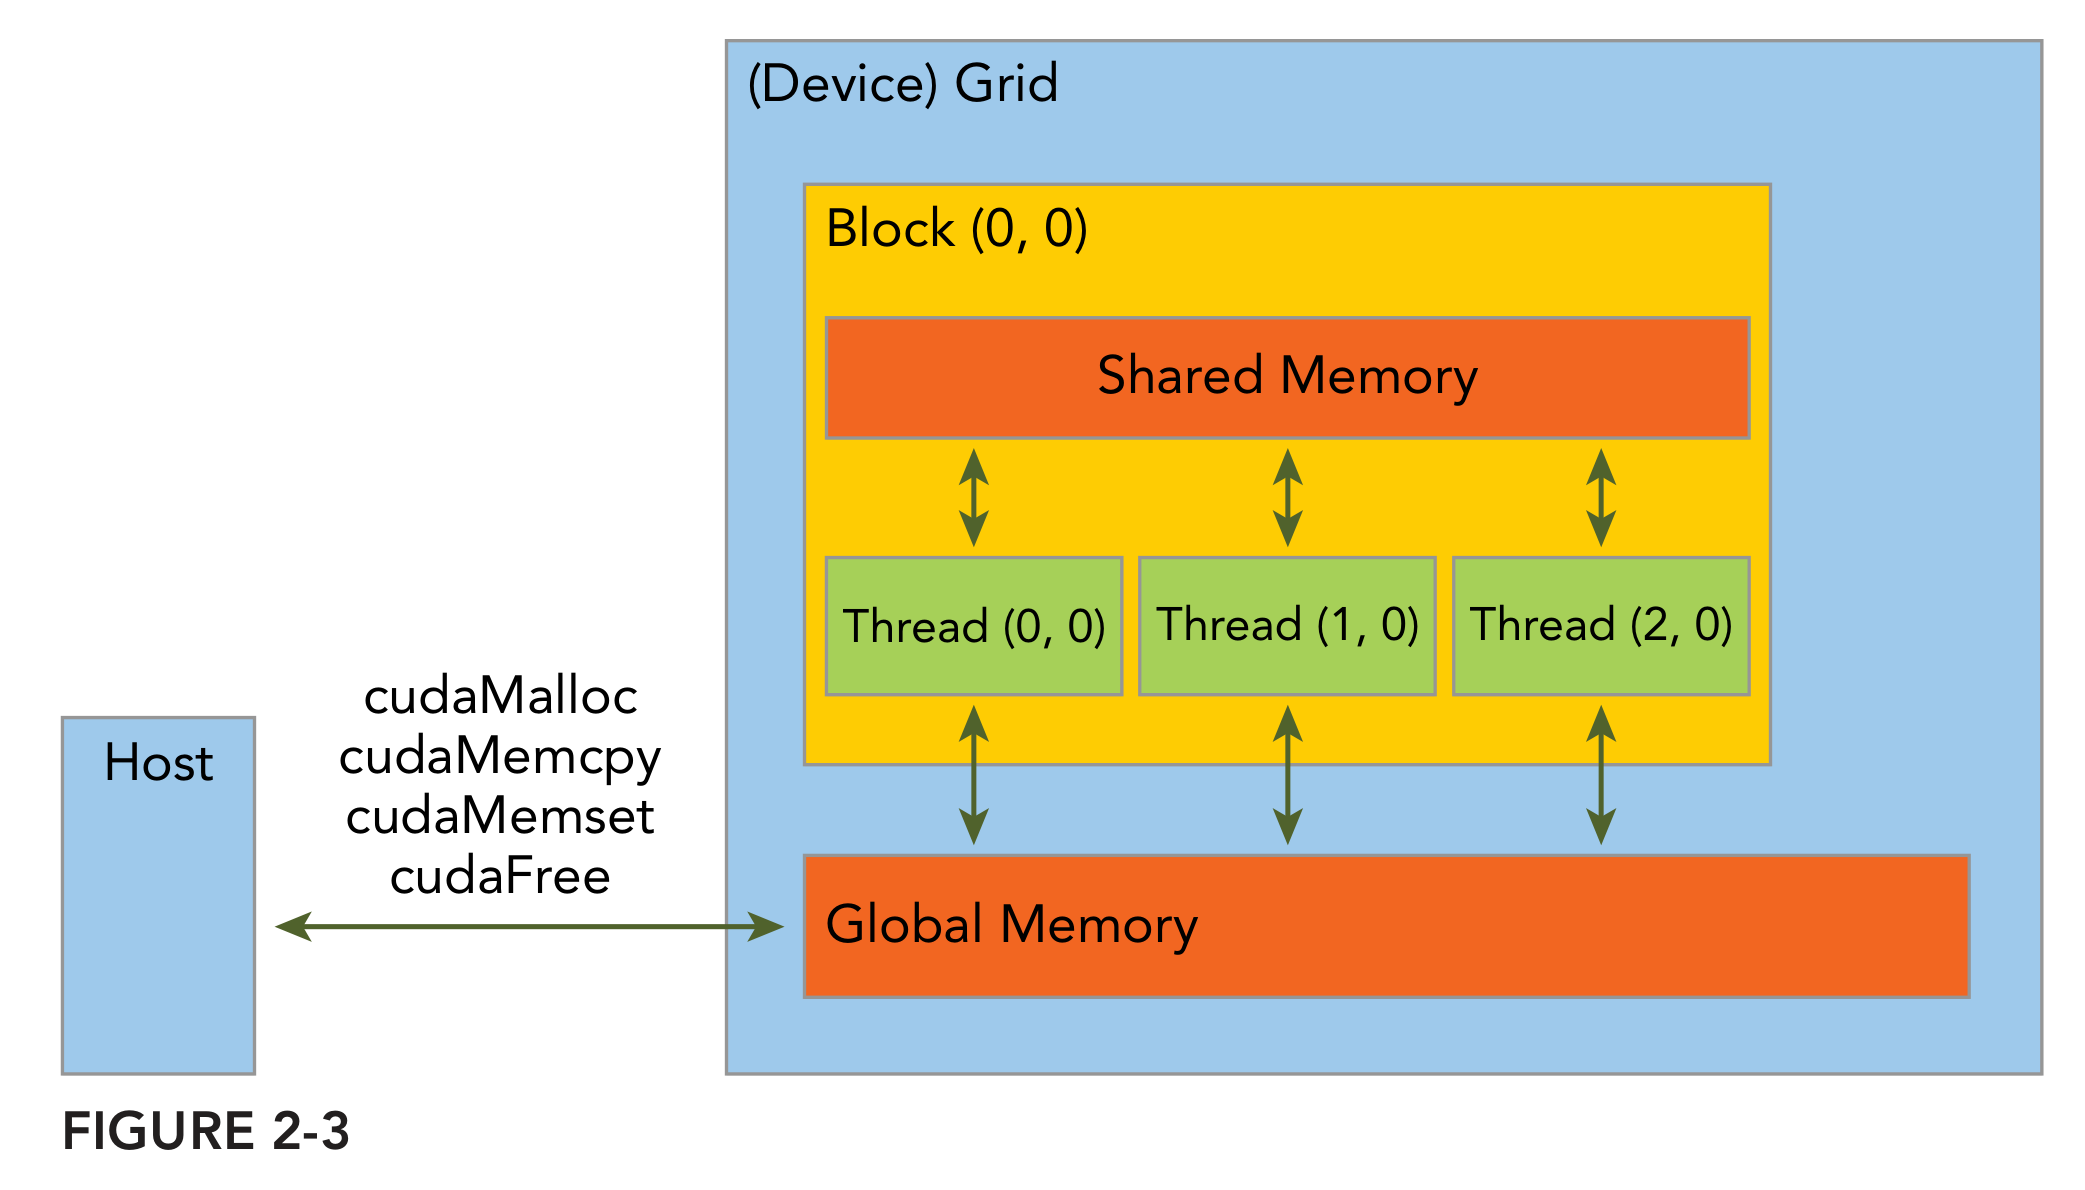 (Device) Grid
Block (0, 0)
Shared Memory
Thread (0, 0)
Thread (1, 0)
Thread (2, 0)
cudaMalloc
cudaMemcpy
cudaMemset
cudaFree
Host
Global Memory
FIGURE 2-3